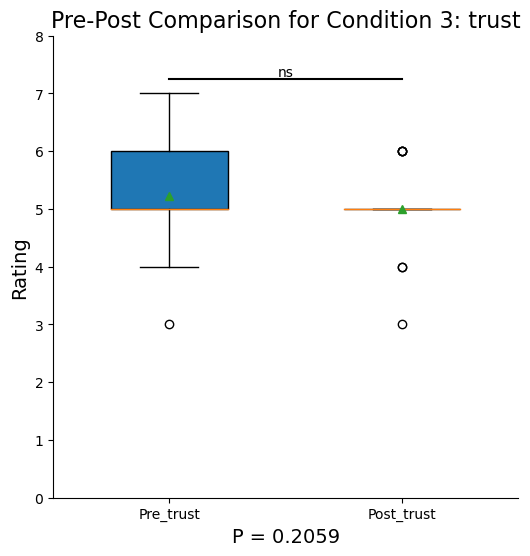 Pre-Post Comparison for Condition 3: trust
8
ns
7
6
5
4
3
2
1
0
Rating
Pre_trust
Post_trust
P = 0.2059